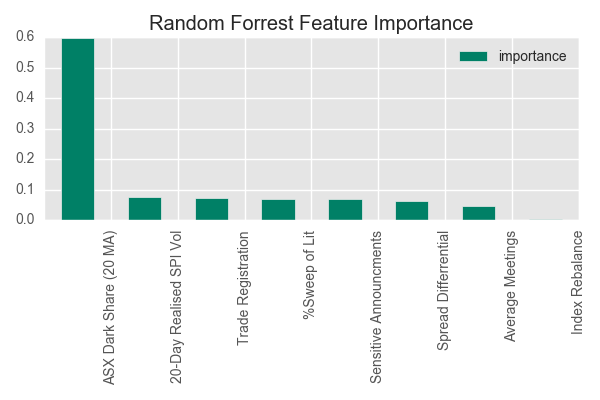 Random Forrest Feature Importance
importance
0.6
0.5
0.4
0.3
0.2
0.1
0.0
ASX Dark Share (20 MA)
20-Day Realised SPI Vol
Trade Registration
%Sweep of Lit
Sensitive Announcments
Spread Differrential
Average Meetings
Index Rebalance